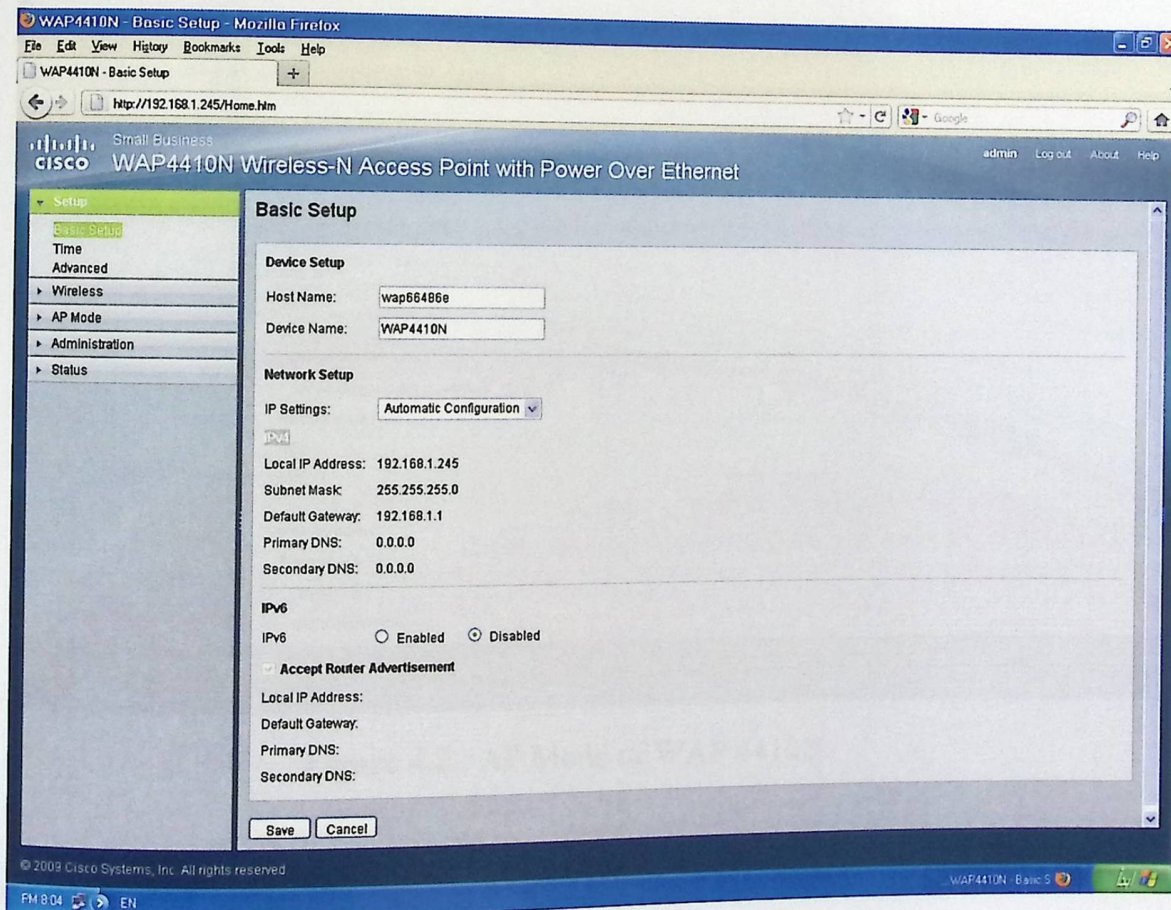 WAP4410N - Basic Setup - Mozilla Firefox
File Edit View History Bookmarks Tools Help
WAP4410N - Basic Setup
+
http://192.168.1.245/Home.htm
Google
Small Business
CISCO WAP4410N Wireless-N Access Point with Power Over Ethernet
admin Log out About Help
Setup
Basic Setup
Time
Advanced
Wireless
AP Mode
Administration
Status
Basic Setup
Device Setup
Host Name: wap66486e
Device Name: WAP4410N
Network Setup
IP Settings: Automatic Configuration
IPv4
Local IP Address: 192.168.1.245
Subnet Mask: 255.255.255.0
Default Gateway: 192.168.1.1
Primary DNS: 0.0.0.0
Secondary DNS: 0.0.0.0
IPv6
IPv6 Enabled Disabled
Accept Router Advertisement
Local IP Address:
Default Gateway:
Primary DNS:
Secondary DNS:
Save Cancel
© 2009 Cisco Systems, Inc. All rights reserved
PM 8:04 EN
...WAP4410N - Basic S